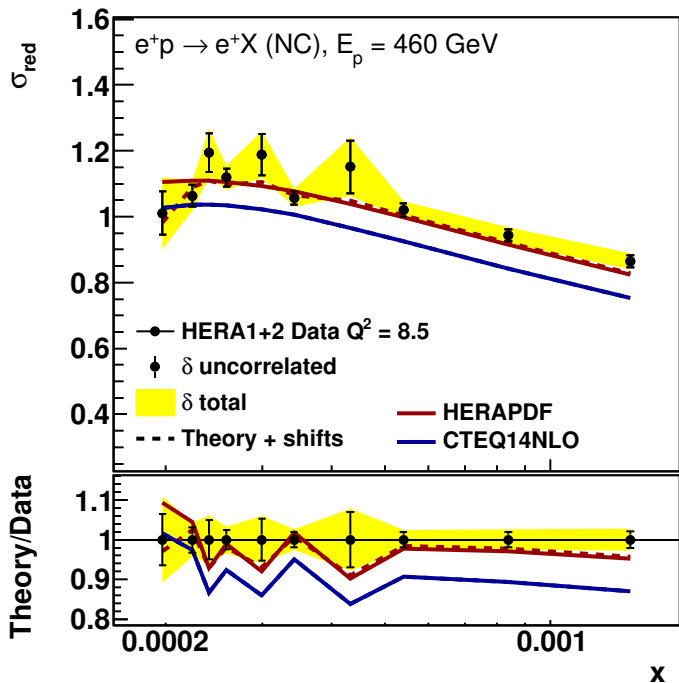 e⁺p → e⁺X (NC), E_p = 460 GeV
σ_red
1.6
1.4
1.2
1
0.8
0.6
0.4
HERA1+2 Data Q² = 8.5
δ uncorrelated
δ total
Theory + shifts
HERAPDF
CTEQ14NLO
Theory/Data
1.1
1
0.9
0.8
0.0002
0.001
x